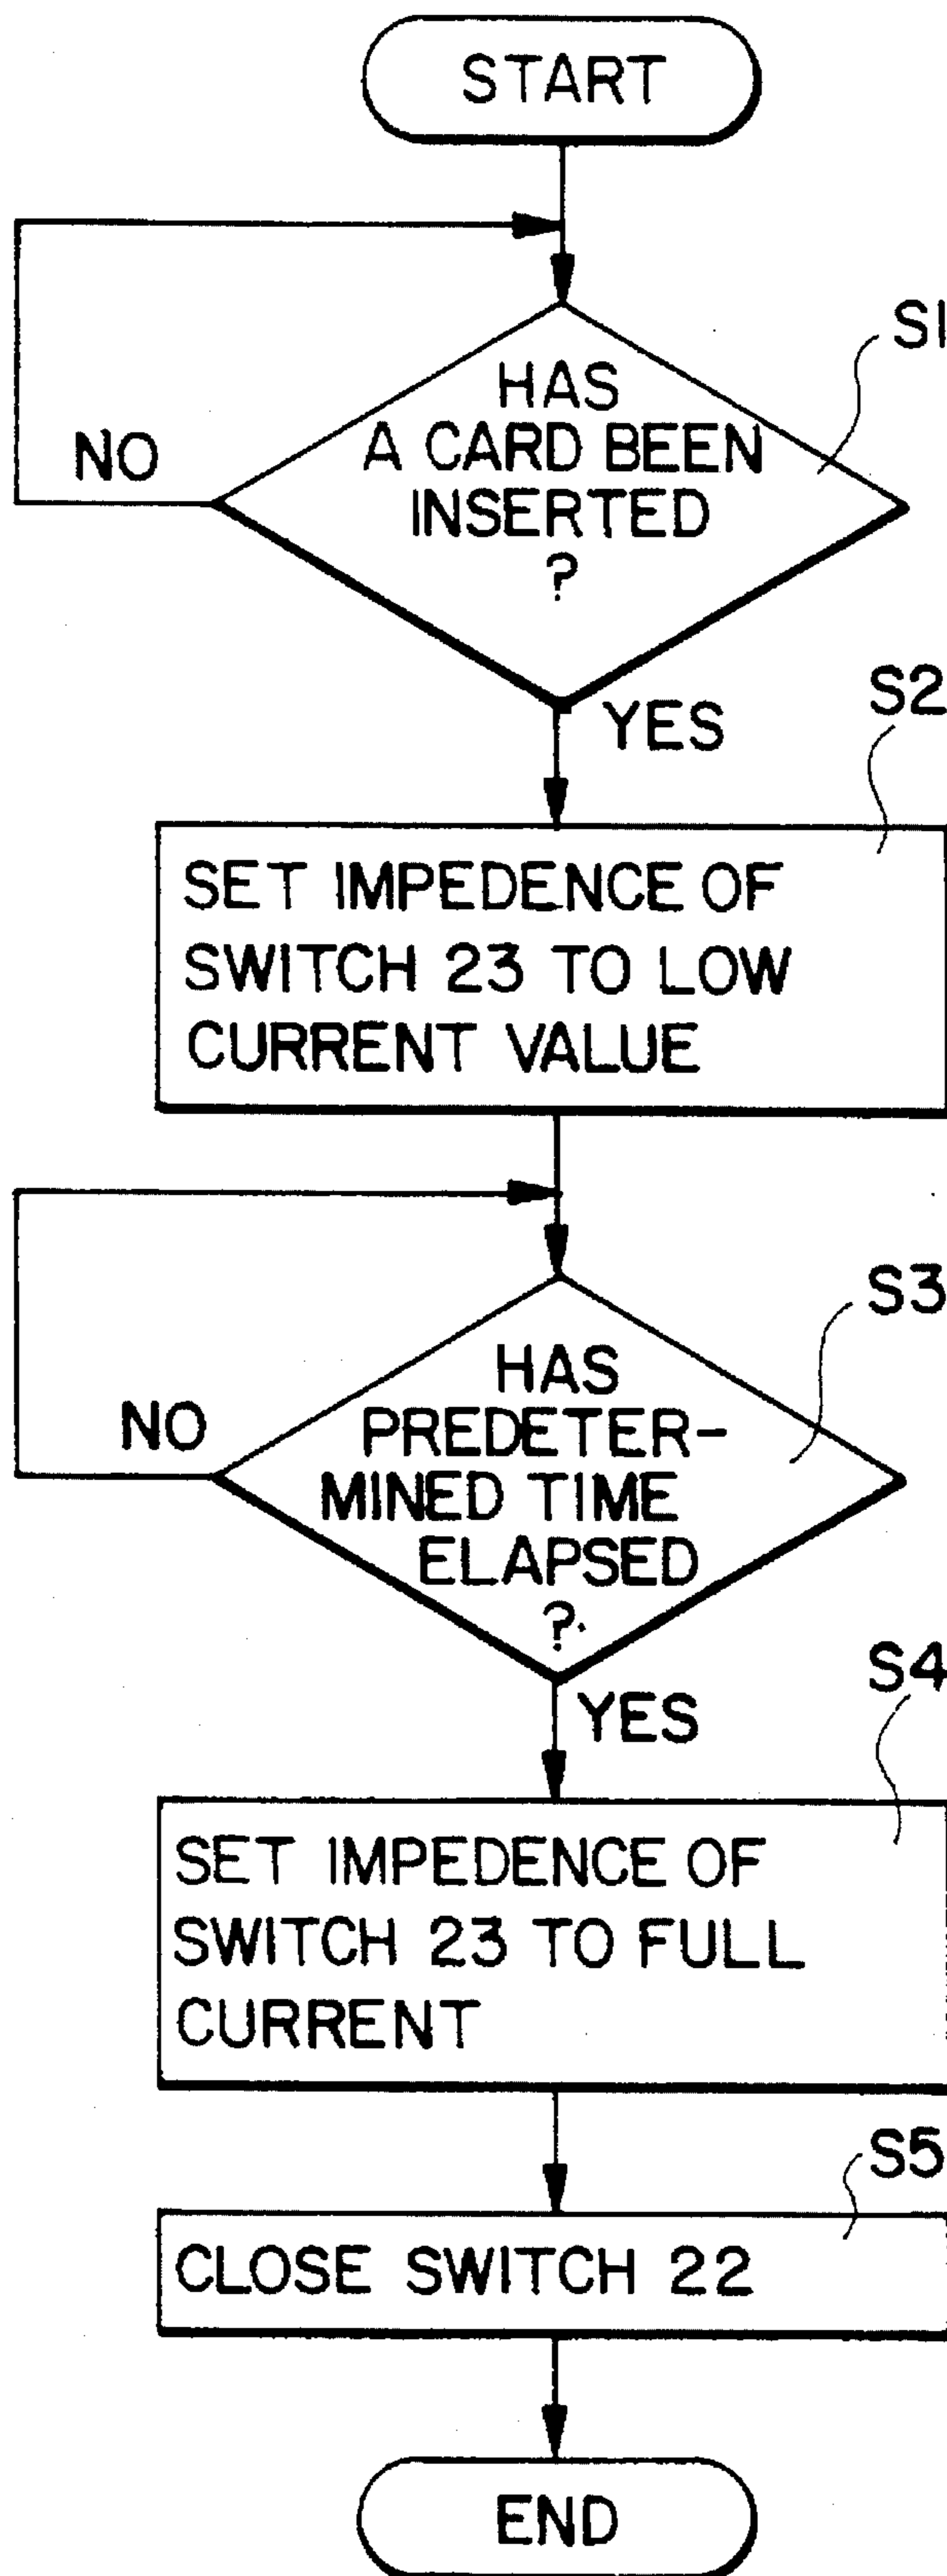 START
S1
HAS
A CARD BEEN
INSERTED
?
NO
YES
S2
SET IMPEDENCE OF
SWITCH 23 TO LOW
CURRENT VALUE
S3
HAS
PREDETER-
MINED TIME
ELAPSED
?
NO
YES
S4
SET IMPEDENCE OF
SWITCH 23 TO FULL
CURRENT
S5
CLOSE SWITCH 22
END